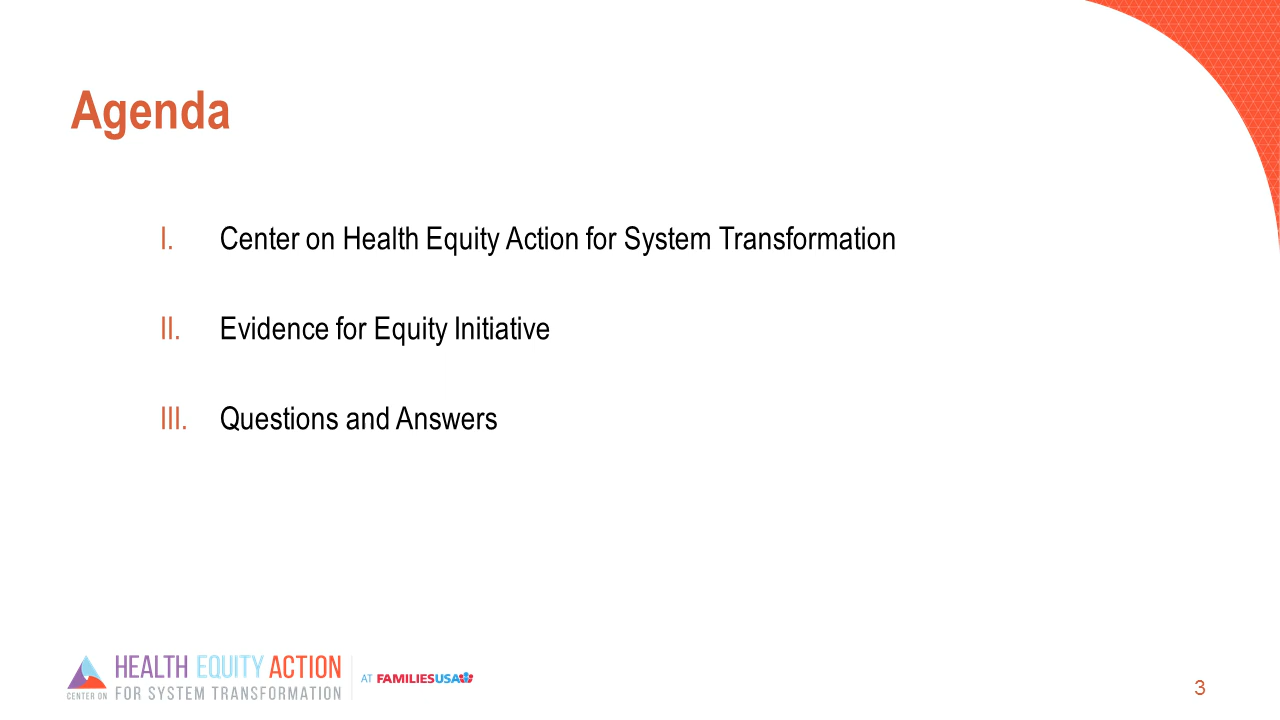 Agenda
I. Center on Health Equity Action for System Transformation
II. Evidence for Equity Initiative
III. Questions and Answers
HEALTH EQUITY ACTION
CENTER ON FOR SYSTEM TRANSFORMATION
AT FAMILIESUSA
3